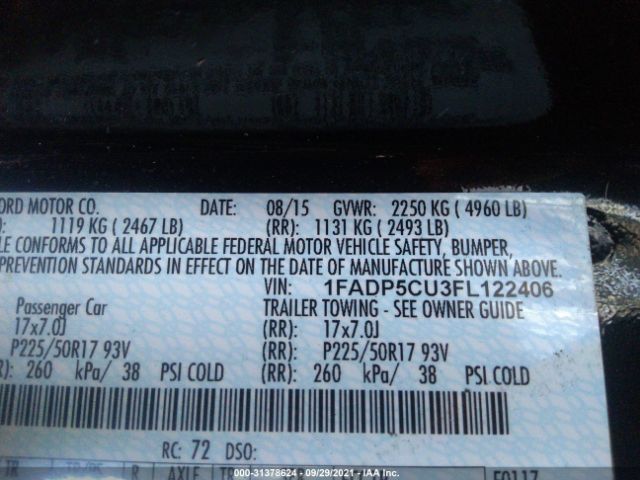 ORD MOTOR CO. DATE: 08/15 GVWR: 2250 KG ( 4960 LB)
): 1119 KG ( 2467 LB) (RR): 1131 KG ( 2493 LB)
LE CONFORMS TO ALL APPLICABLE FEDERAL MOTOR VEHICLE SAFETY, BUMPER,
PREVENTION STANDARDS IN EFFECT ON THE DATE OF MANUFACTURE SHOWN ABOVE.
VIN: 1FADP5CU3FL122406
Passenger Car TRAILER TOWING - SEE OWNER GUIDE
17x7.0J (RR): 17x7.0J
P225/50R17 93V (RR): P225/50R17 93V
R): 260 kPa/ 38 PSI COLD (RR): 260 kPa/ 38 PSI COLD
RC: 72 DSO:
TR R AXLE E0117
000-31378624 - 09/29/2021 - IAA Inc.